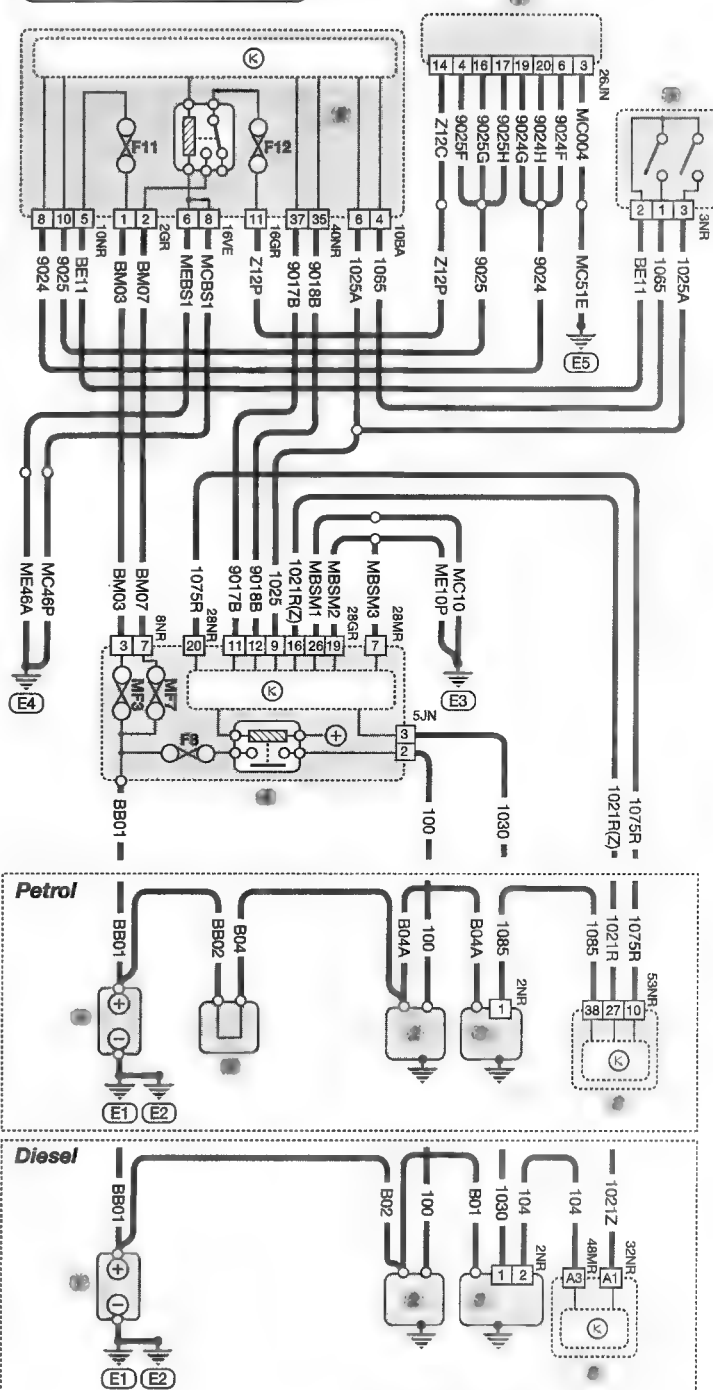 K
F11
F12
14 4 16 17 19 20 6 3
26JN
Z12C 9025F 9025G 9025H 9024G 9024H 9024F MC004
8 10 5
10NR
1 2
2GR
6 8
16VE
11
16GR
37 35
40NR
6 4
10BA
2 1 3
3NR
9024 9025 BE11 BM03 BM07 MEBS1 MCBS1 Z12P 9017B 9018B 1025A 1065
Z12P 9025 9024 MC51E
BE11 1065 1025A
E5
ME46A MC46P
BM03 BM07 1075R 9017B 9018B 1025 1021R(Z) MBSM1 MBSM2 MBSM3 ME10P MC10
E4
3 7
8NR
20
28NR
11 12 9 16 26 19
28GR
7
28MR
E3
MF3 MF7
K
F8
+
5JN
3
2
BB01 100 1030 1021R(Z) 1075R
Petrol
BB01 BB02 B04 B04A 100 B04A 1085 1085 1021R 1075R
2NR
1
53NR
38 27 10
K
+
−
E1 E2
Diesel
BB01 B02 100 B01 1030 104 104 1021Z
2NR
1 2
48MR
32NR
A3 A1
K
+
−
E1 E2